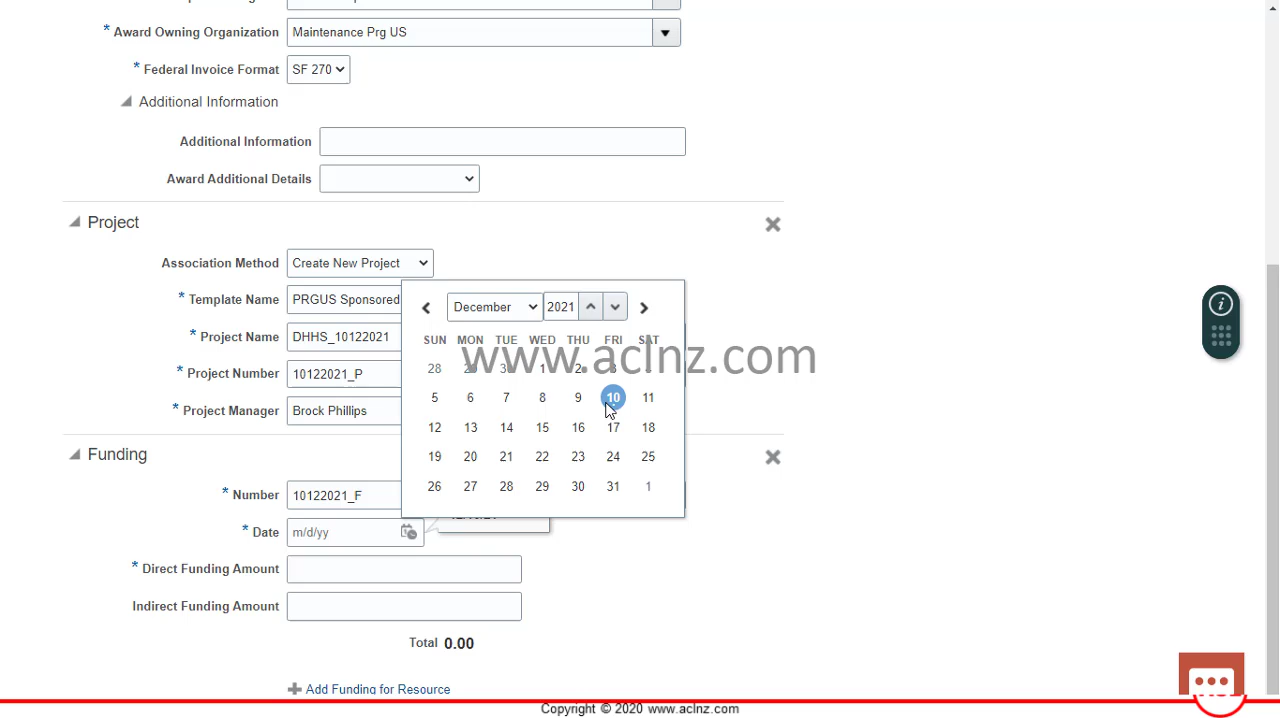 * Award Owning Organization Maintenance Prg US
* Federal Invoice Format SF 270
Additional Information
Additional Information
Award Additional Details
Project
Association Method Create New Project
* Template Name PRGUS Sponsored
* Project Name DHHS_10122021
* Project Number 10122021_P
* Project Manager Brock Phillips
December 2021
SUN MON TUE WED THU FRI SAT
28 29 30 1 2 3 4
5 6 7 8 9 10 11
12 13 14 15 16 17 18
19 20 21 22 23 24 25
26 27 28 29 30 31 1
www.aclnz.com
Funding
* Number 10122021_F
* Date m/d/yy
* Direct Funding Amount
Indirect Funding Amount
Total 0.00
Add Funding for Resource
Copyright © 2020 www.aclnz.com